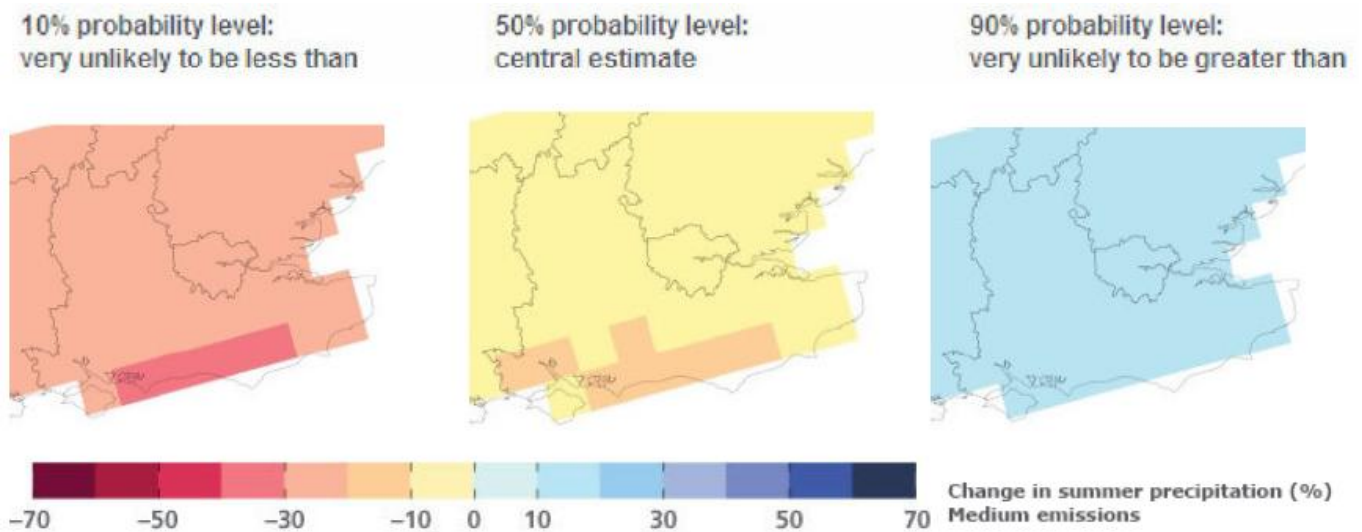 10% probability level:
very unlikely to be less than
50% probability level:
central estimate
90% probability level:
very unlikely to be greater than
–70 –50 –30 –10 0 10 30 50 70
Change in summer precipitation (%)
Medium emissions